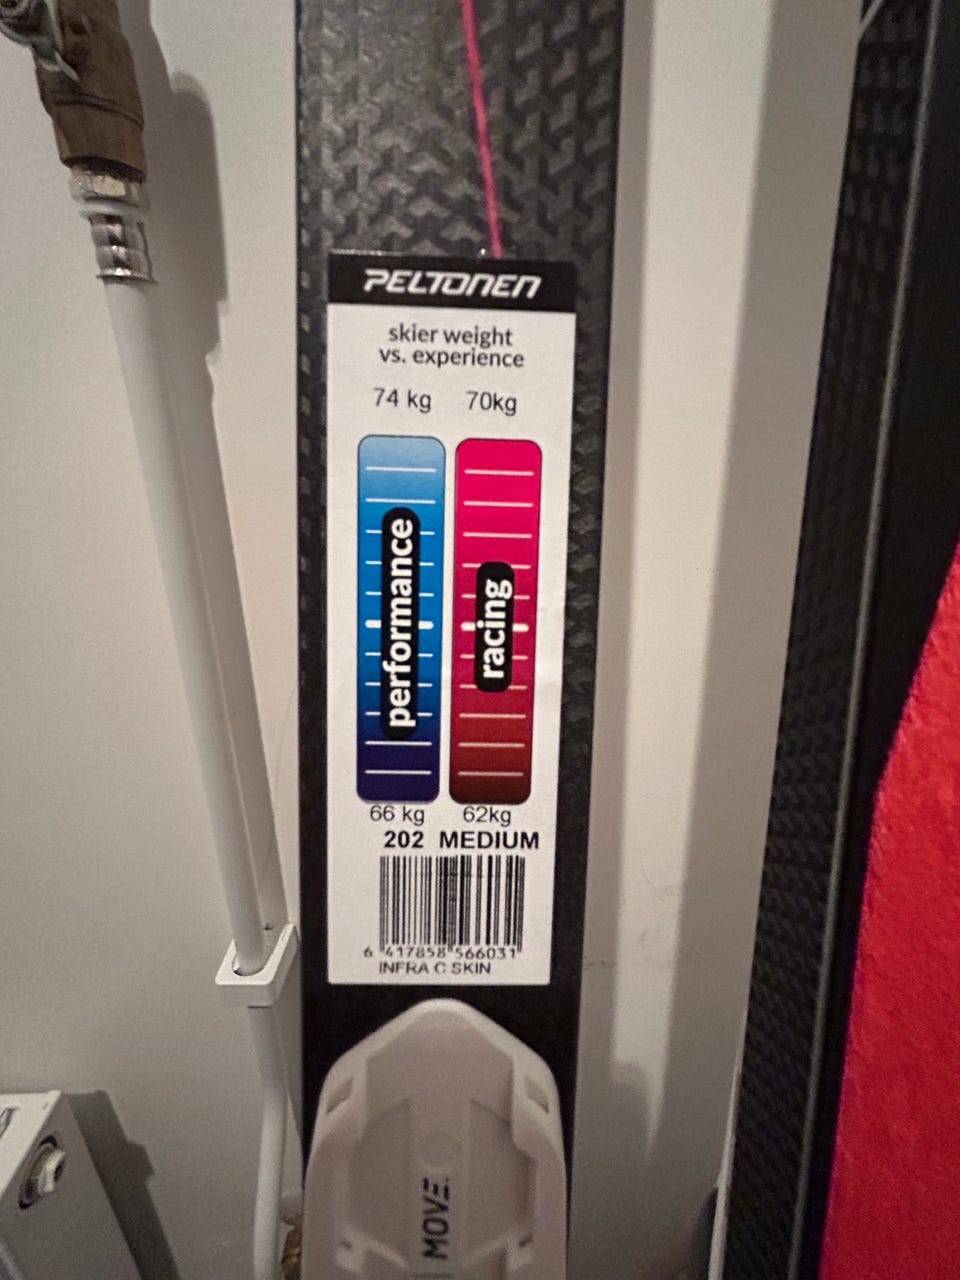 PELTONEN
skier weight
vs. experience
74 kg 70kg
performance
racing
66 kg 62kg
202 MEDIUM
6 417858 566031
INFRA C SKIN
MOVE